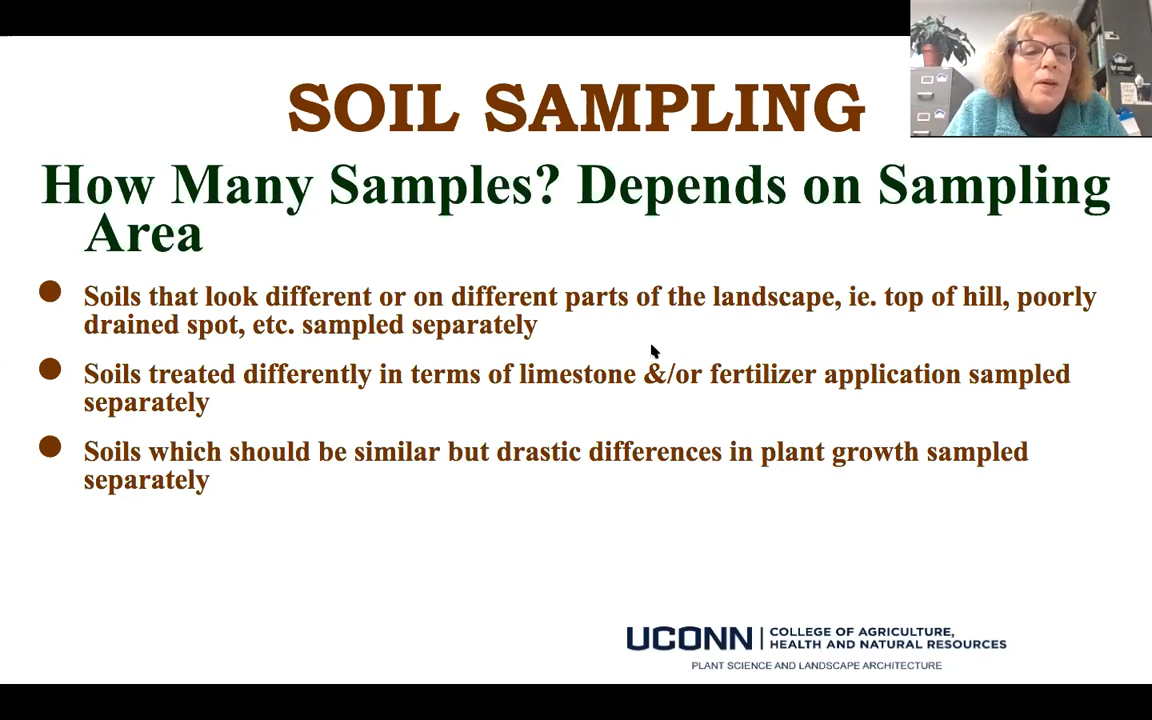 SOIL SAMPLING
How Many Samples? Depends on Sampling
Area
Soils that look different or on different parts of the landscape, ie. top of hill, poorly
drained spot, etc. sampled separately
Soils treated differently in terms of limestone &/or fertilizer application sampled
separately
Soils which should be similar but drastic differences in plant growth sampled
separately
UCONN | COLLEGE OF AGRICULTURE,
HEALTH AND NATURAL RESOURCES
PLANT SCIENCE AND LANDSCAPE ARCHITECTURE